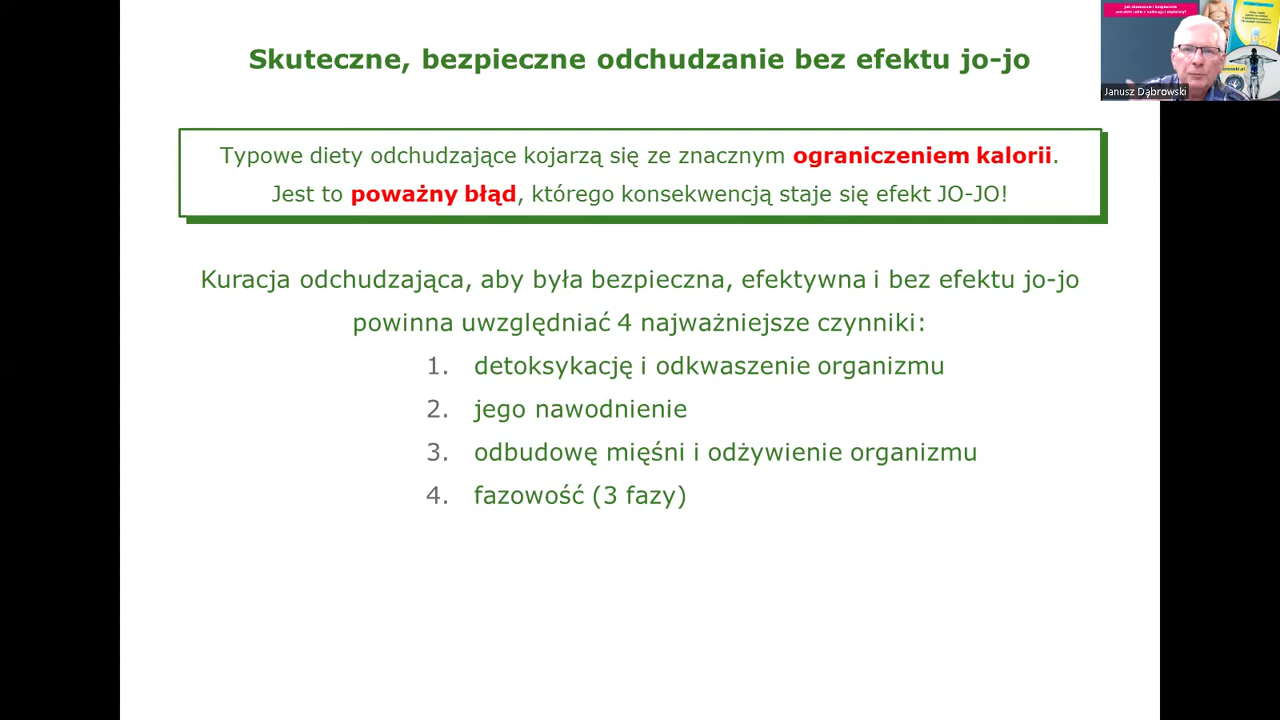 Skuteczne, bezpieczne odchudzanie bez efektu jo-jo
Janusz Dąbrowski
Typowe diety odchudzające kojarzą się ze znacznym ograniczeniem kalorii.
Jest to poważny błąd, którego konsekwencją staje się efekt JO-JO!
Kuracja odchudzająca, aby była bezpieczna, efektywna i bez efektu jo-jo
powinna uwzględniać 4 najważniejsze czynniki:
1. detoksykację i odkwaszenie organizmu
2. jego nawodnienie
3. odbudowę mięśni i odżywienie organizmu
4. fazowość (3 fazy)